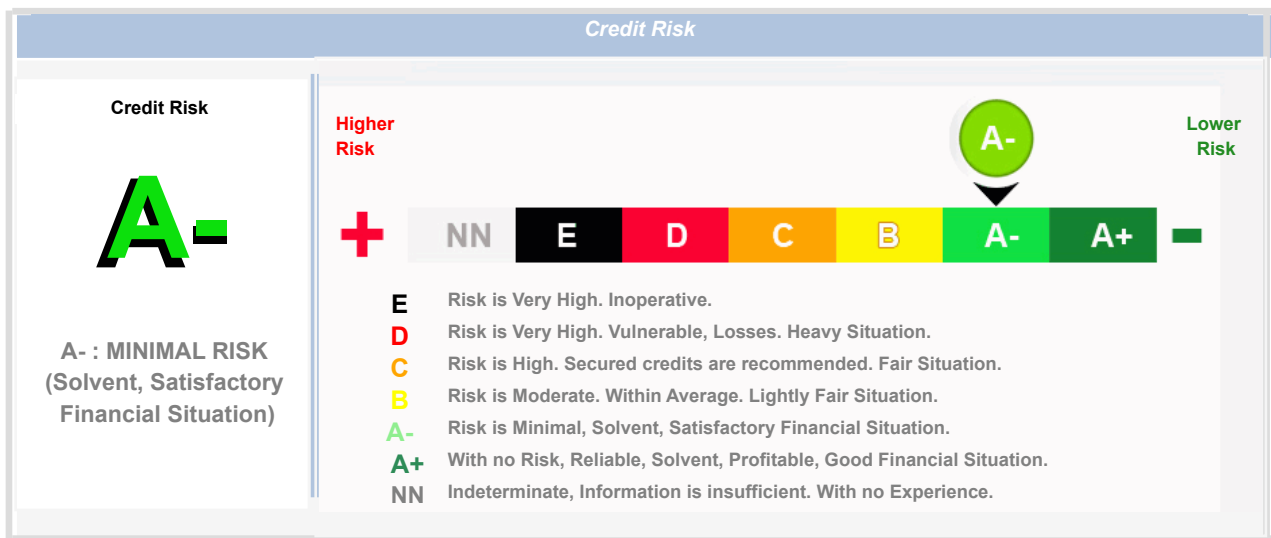 Credit Risk
Credit Risk
A-
A- : MINIMAL RISK
(Solvent, Satisfactory
Financial Situation)
Higher
Risk
A-
Lower
Risk
+ NN E D C B A- A+ -
E Risk is Very High. Inoperative.
D Risk is Very High. Vulnerable, Losses. Heavy Situation.
C Risk is High. Secured credits are recommended. Fair Situation.
B Risk is Moderate. Within Average. Lightly Fair Situation.
A- Risk is Minimal, Solvent, Satisfactory Financial Situation.
A+ With no Risk, Reliable, Solvent, Profitable, Good Financial Situation.
NN Indeterminate, Information is insufficient. With no Experience.